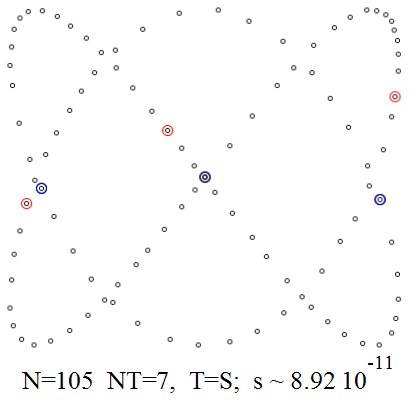 N=105 NT=7, T=S; s ~ 8.92 10⁻¹¹